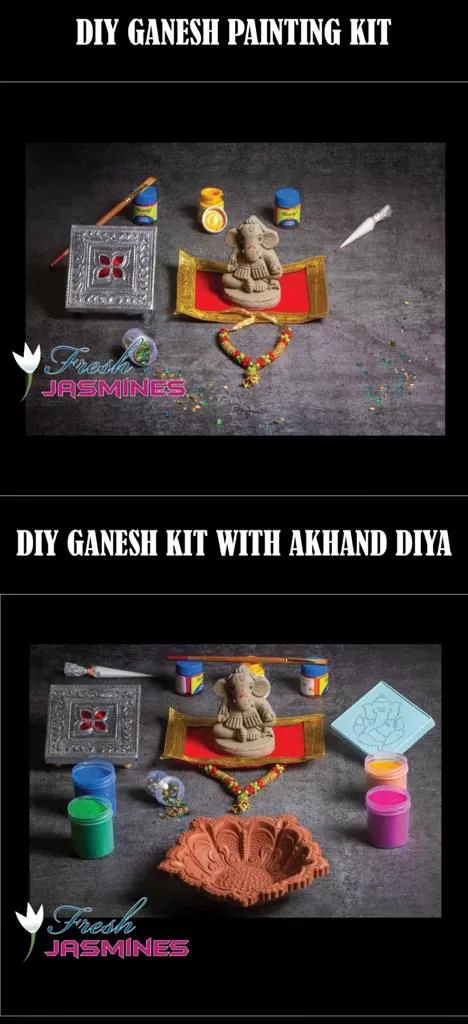 DIY GANESH PAINTING KIT
Fresh
JASMINES
DIY GANESH KIT WITH AKHAND DIYA
Fresh
JASMINES